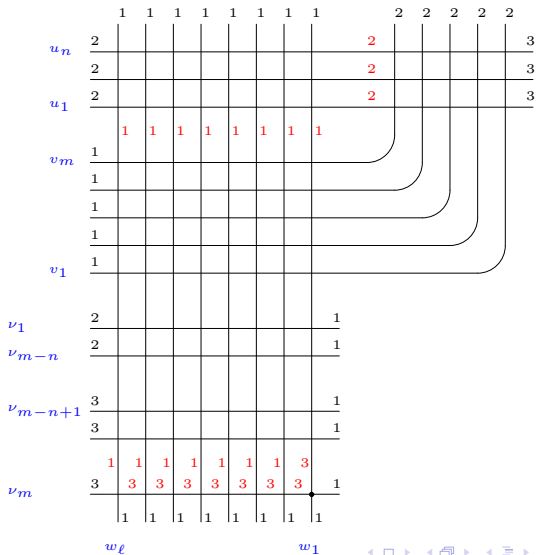 1 1 1 1 1 1 1 1 2 2 2 2 2
u_n 2 2 3
2 2 3
u_1 2 2 3
1 1 1 1 1 1 1 1
v_m 1
1
1
1
v_1 1
ν_1 2 1
ν_{m−n} 2 1
ν_{m−n+1} 3 1
3 1
1 1 1 1 1 1 1 3
ν_m 3 3 3 3 3 3 3 3 1
1 1 1 1 1 1 1 1
w_ℓ w_1